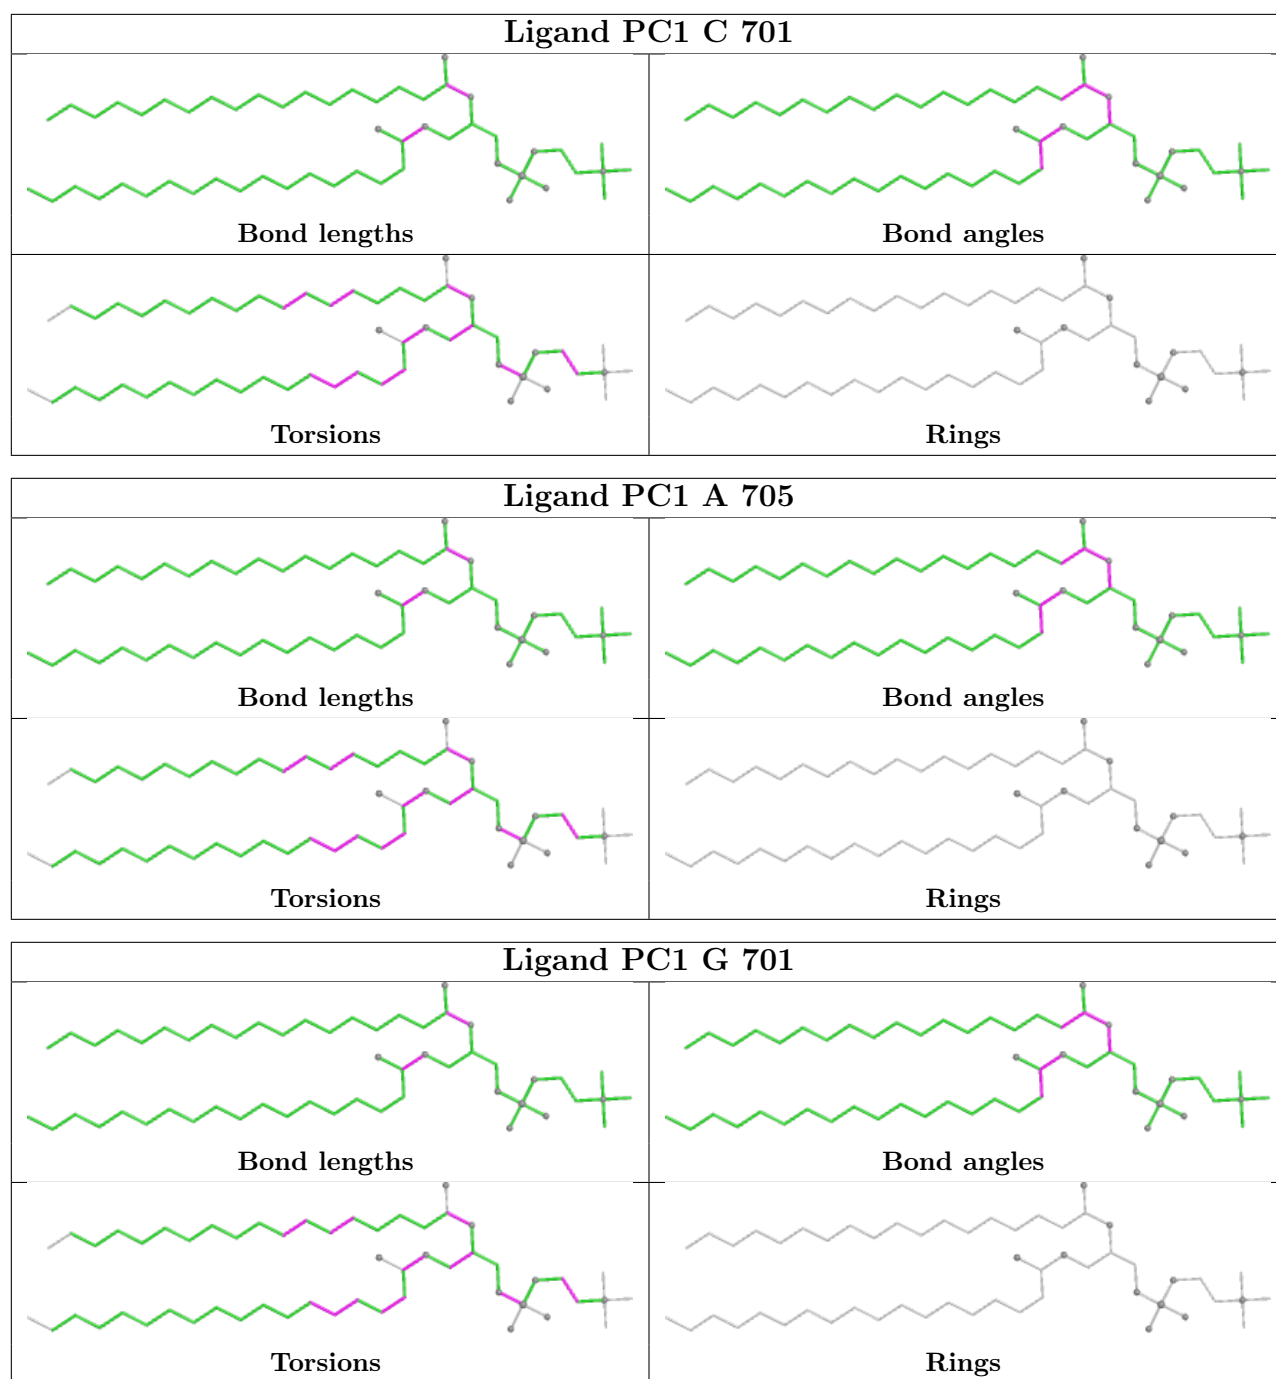 Ligand PC1 C 701
Bond lengths
Bond angles
Torsions
Rings
Ligand PC1 A 705
Bond lengths
Bond angles
Torsions
Rings
Ligand PC1 G 701
Bond lengths
Bond angles
Torsions
Rings